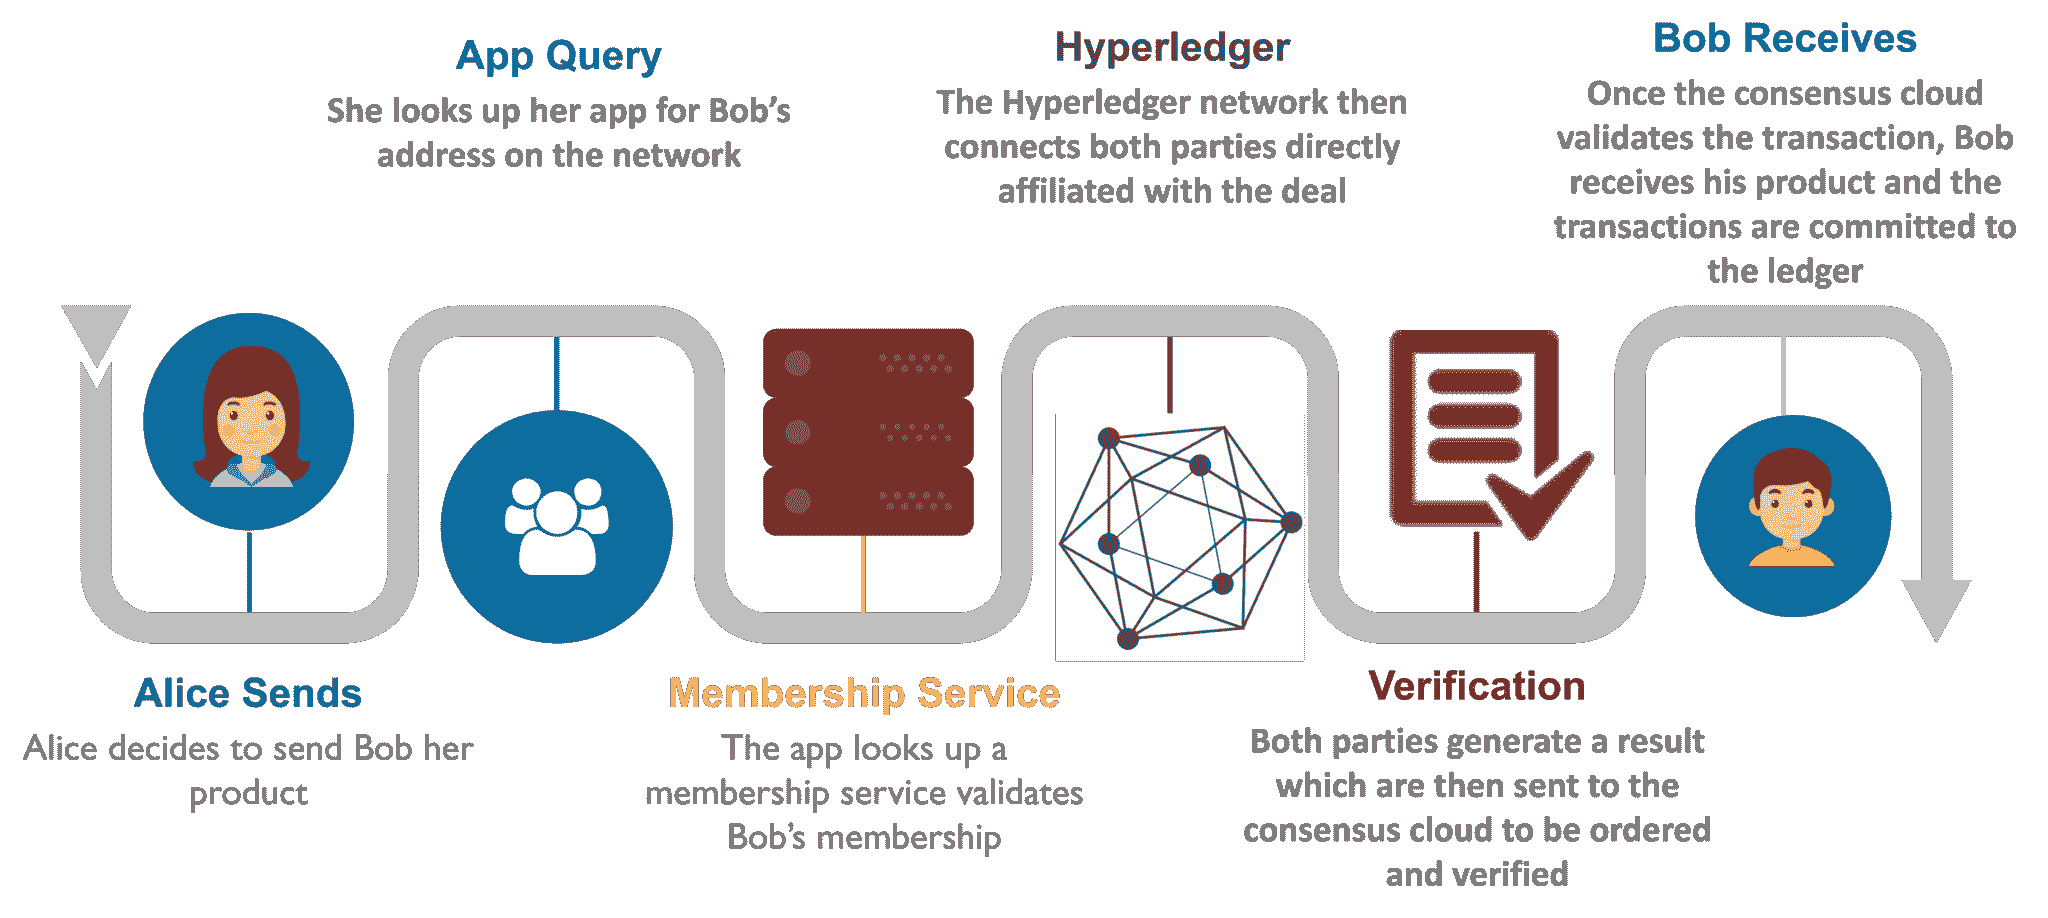 Alice Sends
Alice decides to send Bob her
product
App Query
She looks up her app for Bob’s
address on the network
Membership Service
The app looks up a
membership service validates
Bob’s membership
Hyperledger
The Hyperledger network then
connects both parties directly
affiliated with the deal
Verification
Both parties generate a result
which are then sent to the
consensus cloud to be ordered
and verified
Bob Receives
Once the consensus cloud
validates the transaction, Bob
receives his product and the
transactions are committed to
the ledger